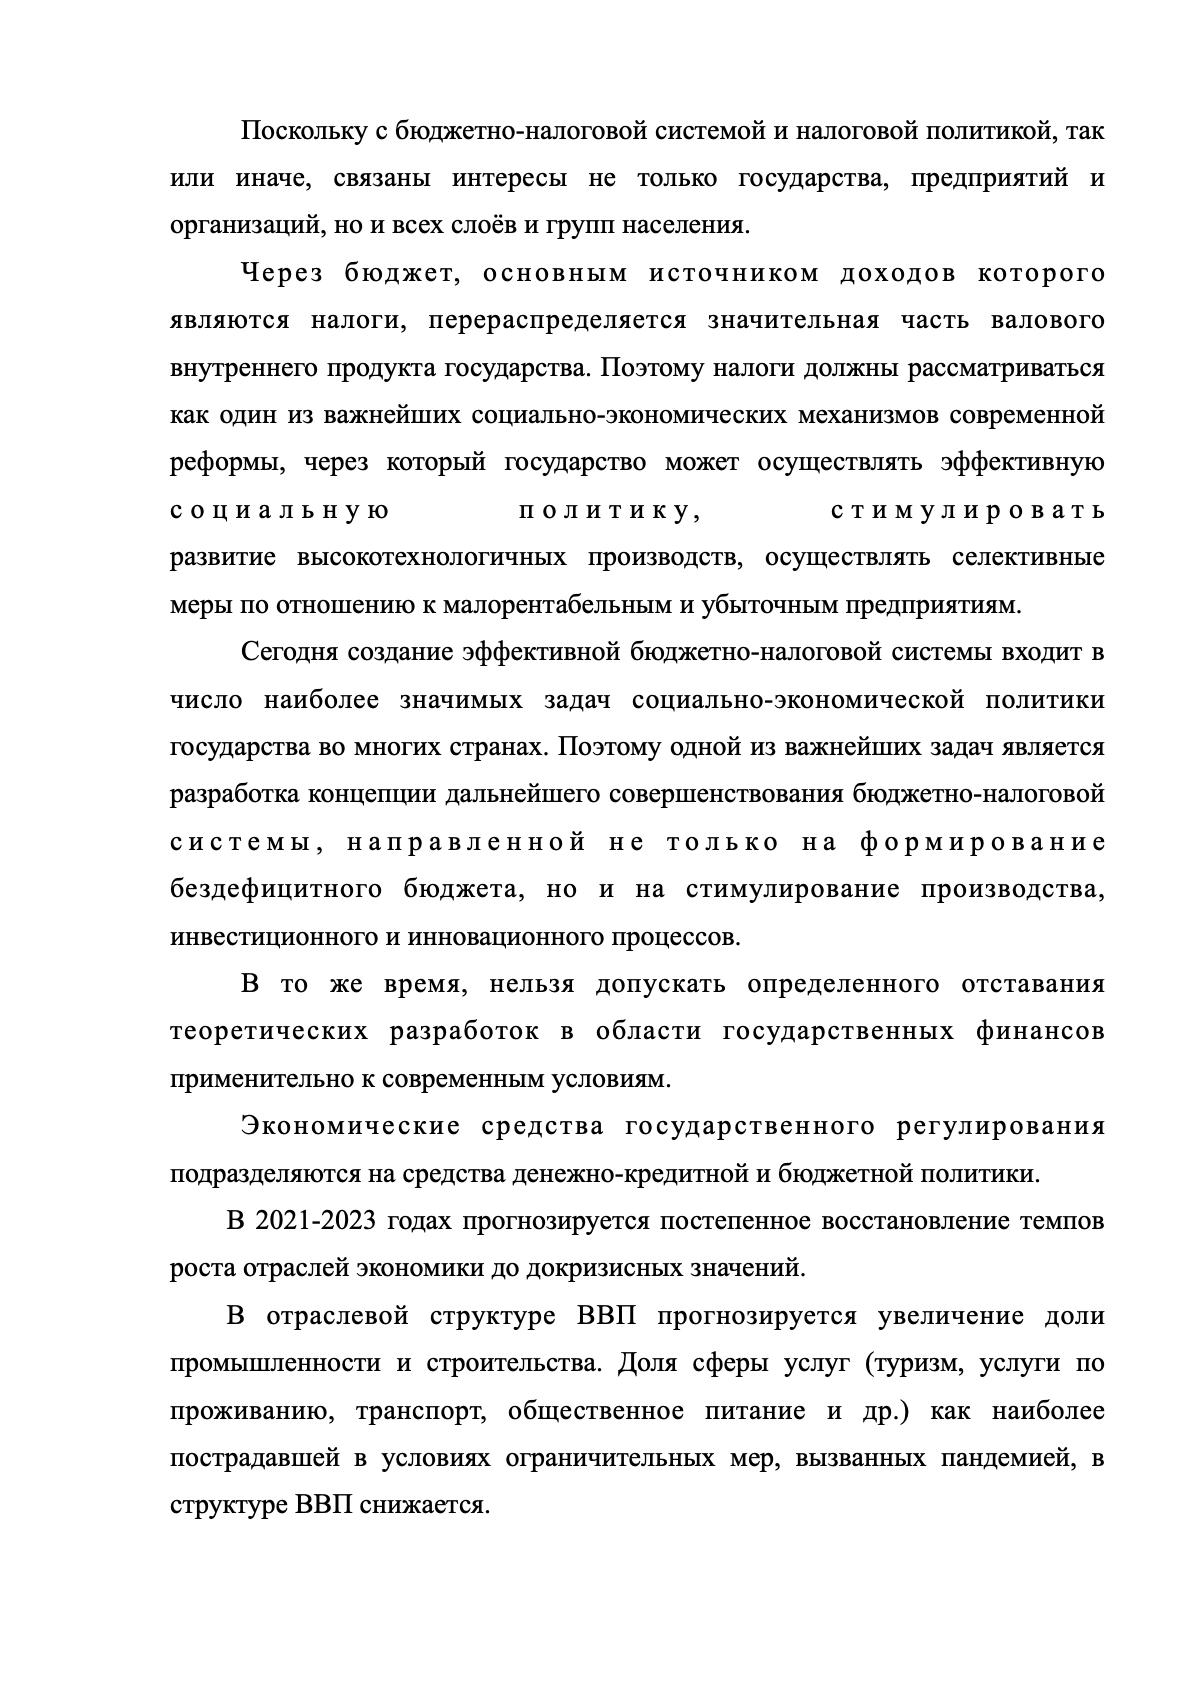 Поскольку с бюджетно-налоговой системой и налоговой политикой, так
или иначе, связаны интересы не только государства, предприятий и
организаций, но и всех слоёв и групп населения.
Через бюджет, основным источником доходов которого
являются налоги, перераспределяется значительная часть валового
внутреннего продукта государства. Поэтому налоги должны рассматриваться
как один из важнейших социально-экономических механизмов современной
реформы, через который государство может осуществлять эффективную
социальную политику, стимулировать
развитие высокотехнологичных производств, осуществлять селективные
меры по отношению к малорентабельным и убыточным предприятиям.
Сегодня создание эффективной бюджетно-налоговой системы входит в
число наиболее значимых задач социально-экономической политики
государства во многих странах. Поэтому одной из важнейших задач является
разработка концепции дальнейшего совершенствования бюджетно-налоговой
системы, направленной не только на формирование
бездефицитного бюджета, но и на стимулирование производства,
инвестиционного и инновационного процессов.
В то же время, нельзя допускать определенного отставания
теоретических разработок в области государственных финансов
применительно к современным условиям.
Экономические средства государственного регулирования
подразделяются на средства денежно-кредитной и бюджетной политики.
В 2021-2023 годах прогнозируется постепенное восстановление темпов
роста отраслей экономики до докризисных значений.
В отраслевой структуре ВВП прогнозируется увеличение доли
промышленности и строительства. Доля сферы услуг (туризм, услуги по
проживанию, транспорт, общественное питание и др.) как наиболее
пострадавшей в условиях ограничительных мер, вызванных пандемией, в
структуре ВВП снижается.